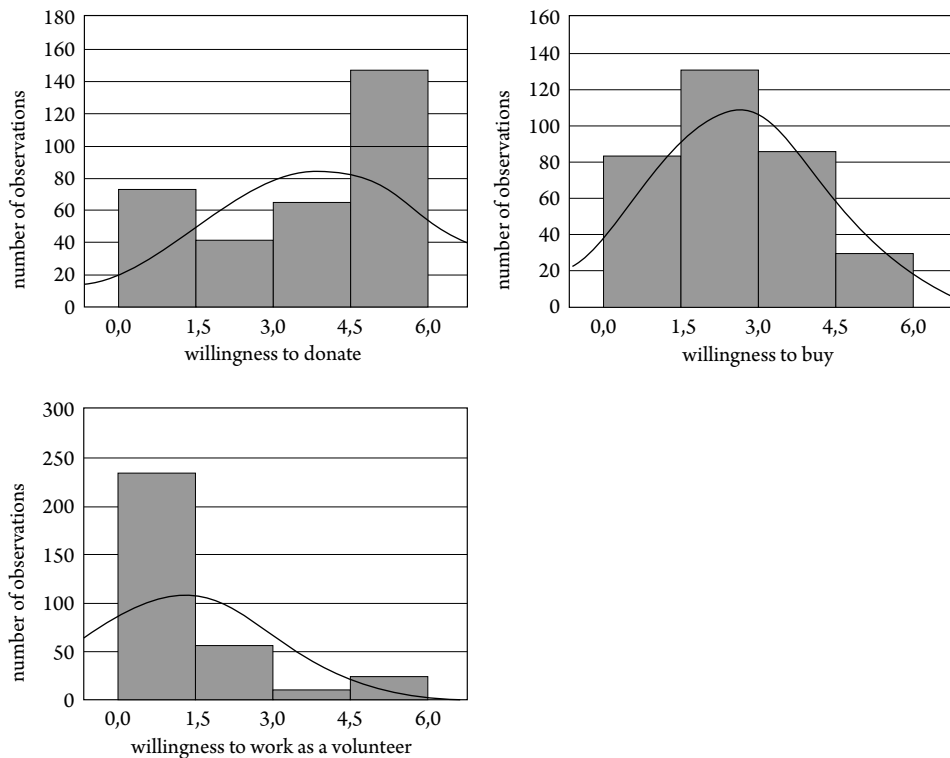 number of observations
180
160
140
120
100
80
60
40
20
0
0,0 1,5 3,0 4,5 6,0
willingness to donate
number of observations
160
140
120
100
80
60
40
20
0
0,0 1,5 3,0 4,5 6,0
willingness to buy
number of observations
300
250
200
150
100
50
0
0,0 1,5 3,0 4,5 6,0
willingness to work as a volunteer